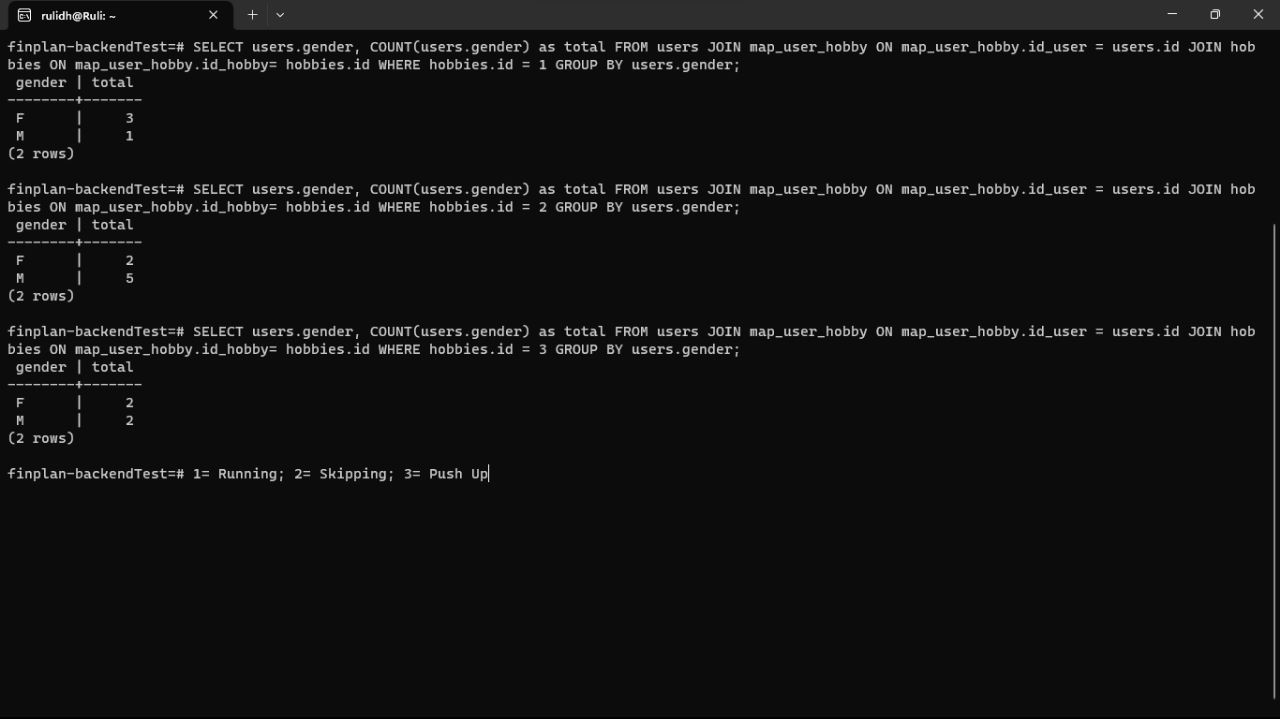 rulidh@Ruli: ~
finplan-backendTest=# SELECT users.gender, COUNT(users.gender) as total FROM users JOIN map_user_hobby ON map_user_hobby.id_user = users.id JOIN hob
bies ON map_user_hobby.id_hobby= hobbies.id WHERE hobbies.id = 1 GROUP BY users.gender;
 gender | total
--------+-------
 F      |     3
 M      |     1
(2 rows)
finplan-backendTest=# SELECT users.gender, COUNT(users.gender) as total FROM users JOIN map_user_hobby ON map_user_hobby.id_user = users.id JOIN hob
bies ON map_user_hobby.id_hobby= hobbies.id WHERE hobbies.id = 2 GROUP BY users.gender;
 gender | total
--------+-------
 F      |     2
 M      |     5
(2 rows)
finplan-backendTest=# SELECT users.gender, COUNT(users.gender) as total FROM users JOIN map_user_hobby ON map_user_hobby.id_user = users.id JOIN hob
bies ON map_user_hobby.id_hobby= hobbies.id WHERE hobbies.id = 3 GROUP BY users.gender;
 gender | total
--------+-------
 F      |     2
 M      |     2
(2 rows)
finplan-backendTest=# 1= Running; 2= Skipping; 3= Push Up